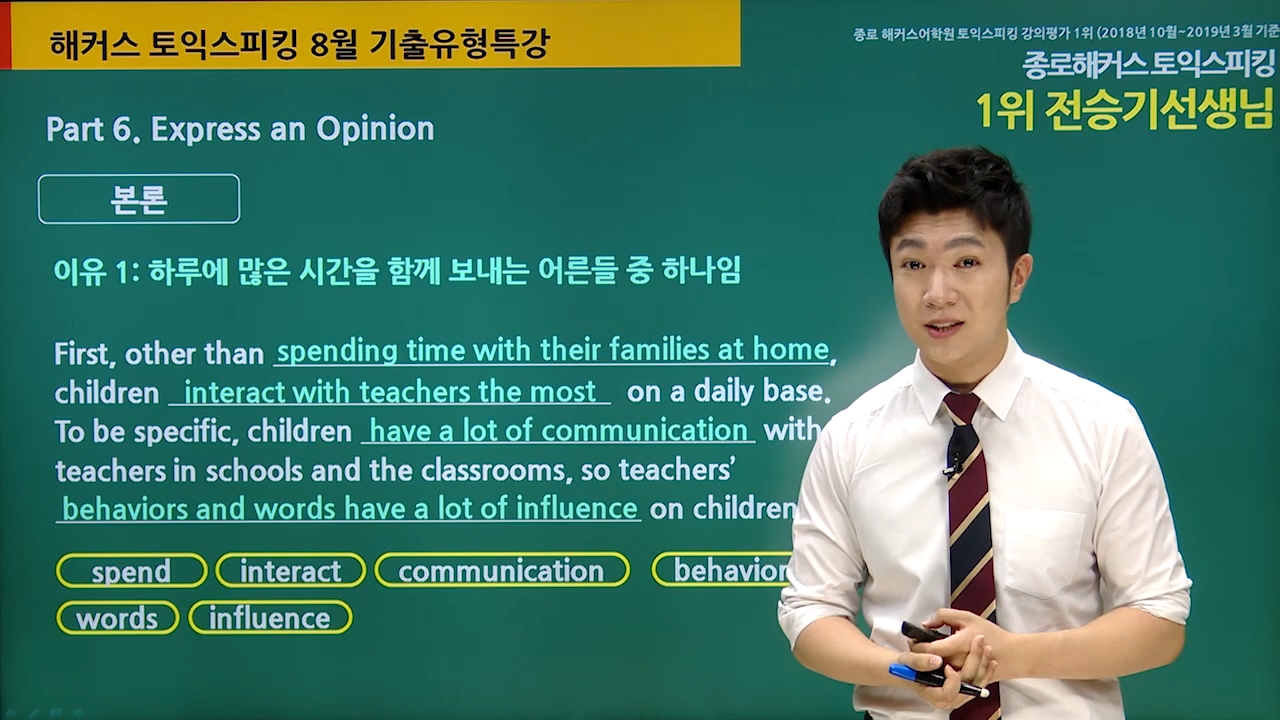 해커스 토익스피킹 8월 기출유형특강
종로 해커스어학원 토익스피킹 강의평가 1위 (2018년 10월~2019년 3월 기준
종로해커스 토익스피킹
1위 전승기선생님
Part 6. Express an Opinion
본론
이유 1: 하루에 많은 시간을 함께 보내는 어른들 중 하나임
First, other than spending time with their families at home,
children interact with teachers the most on a daily base.
To be specific, children have a lot of communication with
teachers in schools and the classrooms, so teachers’
behaviors and words have a lot of influence on children
spend interact communication behavior
words influence